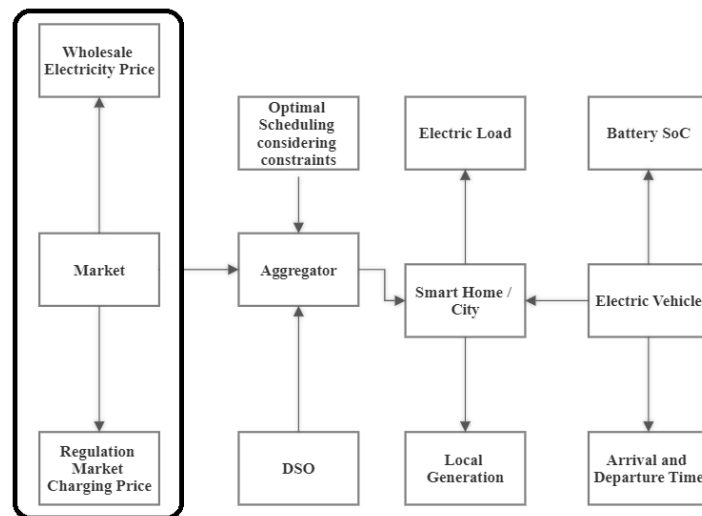 Wholesale
Electricity Price
Optimal
Scheduling
considering
constraints
Electric Load
Battery SoC
Market
Aggregator
Smart Home /
City
Electric Vehicle
Regulation
Market
Charging Price
DSO
Local
Generation
Arrival and
Departure Time